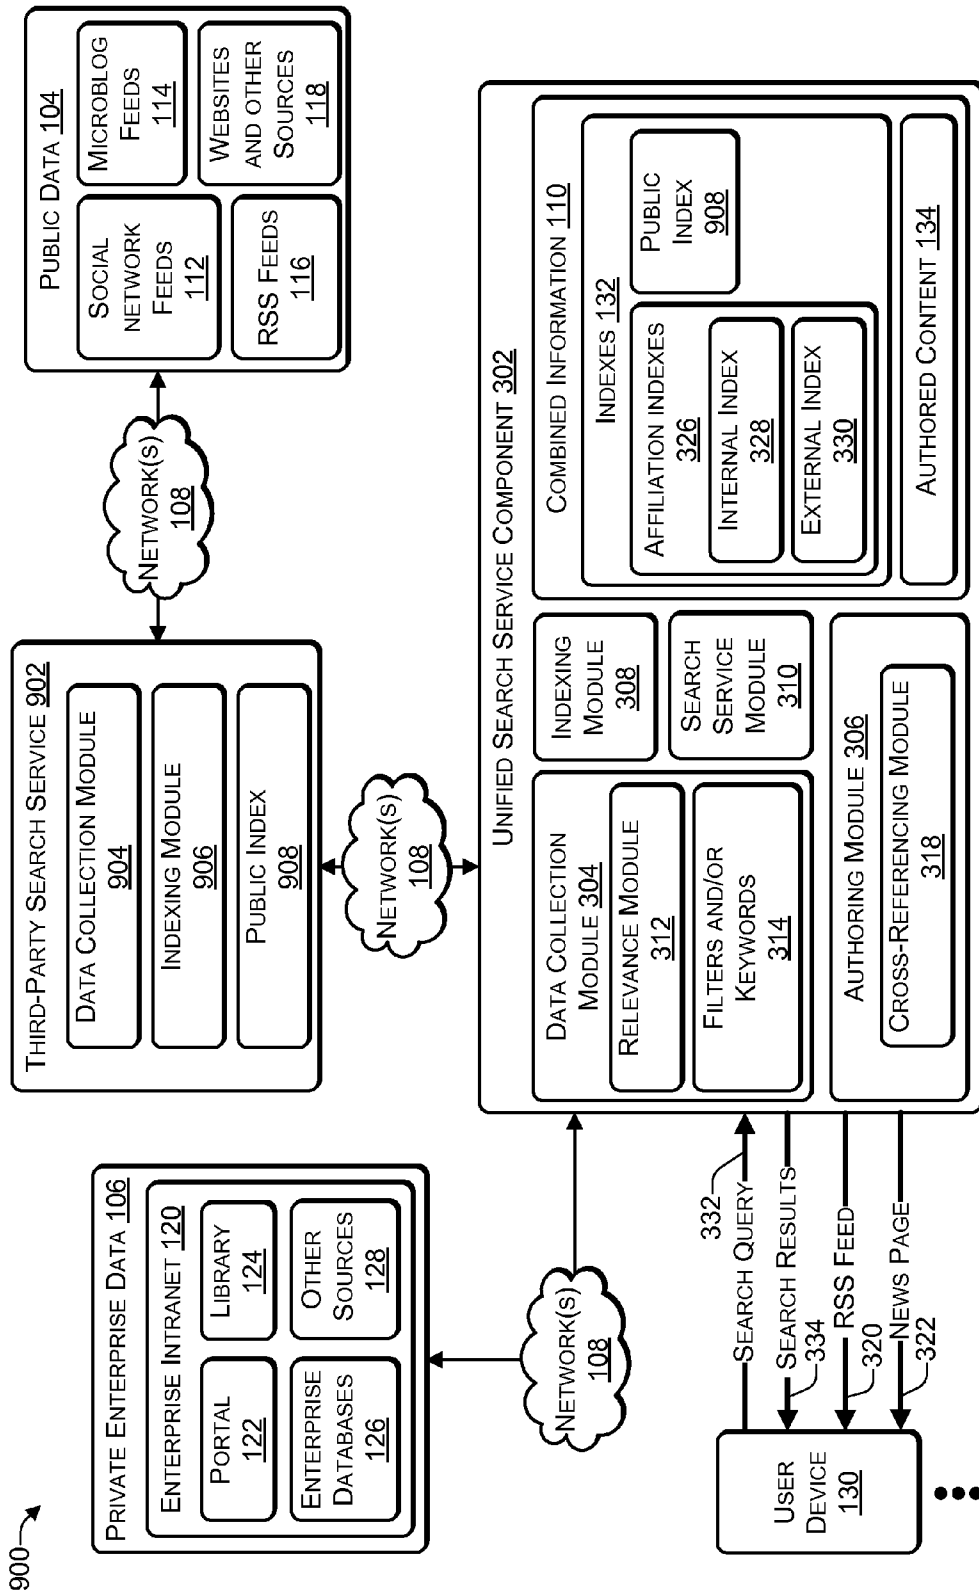 900
PRIVATE ENTERPRISE DATA 106
ENTERPRISE INTRANET 120
PORTAL
122
LIBRARY
124
ENTERPRISE
DATABASES
126
OTHER
SOURCES
128
THIRD-PARTY SEARCH SERVICE 902
DATA COLLECTION MODULE
904
INDEXING MODULE
906
PUBLIC INDEX
908
NETWORK(S)
108
PUBLIC DATA 104
SOCIAL
NETWORK
FEEDS
112
MICROBLOG
FEEDS
114
RSS FEEDS
116
WEBSITES
AND OTHER
SOURCES
118
NETWORK(S)
108
NETWORK(S)
108
USER
DEVICE
130
332
SEARCH QUERY
SEARCH RESULTS
334
RSS FEED
320
NEWS PAGE
322
UNIFIED SEARCH SERVICE COMPONENT 302
DATA COLLECTION
MODULE 304
RELEVANCE MODULE
312
FILTERS AND/OR
KEYWORDS
314
INDEXING
MODULE
308
SEARCH
SERVICE
MODULE
310
AUTHORING MODULE 306
CROSS-REFERENCING MODULE
318
COMBINED INFORMATION 110
INDEXES 132
AFFILIATION INDEXES
326
INTERNAL INDEX
328
EXTERNAL INDEX
330
PUBLIC
INDEX
908
AUTHORED CONTENT 134